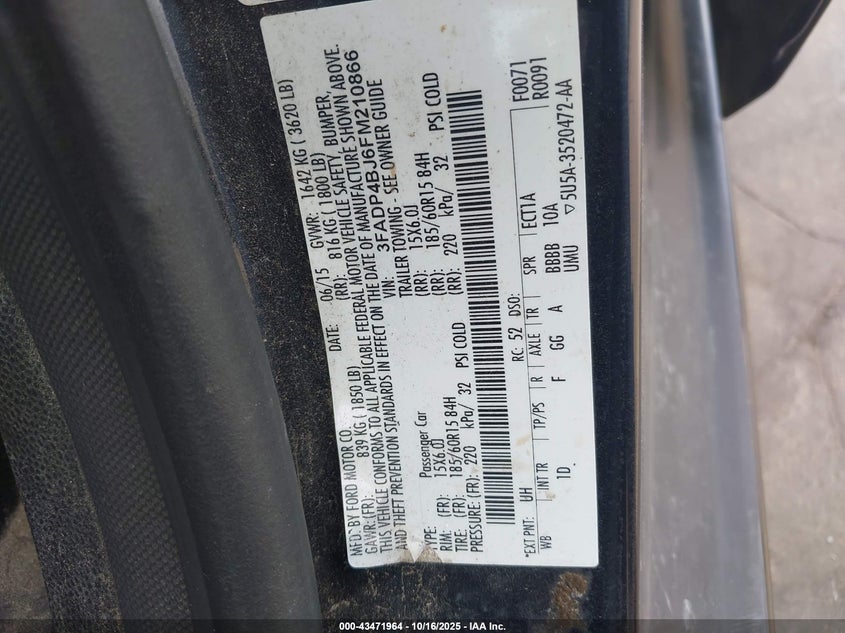 MFD. BY FORD MOTOR CO. DATE: 06/15 GVWR: 1642 KG ( 3620 LB)
GAWR:(FR): 839 KG ( 1850 LB) (RR): 816 KG ( 1800 LB)
THIS VEHICLE CONFORMS TO ALL APPLICABLE FEDERAL MOTOR VEHICLE SAFETY, BUMPER,
AND THEFT PREVENTION STANDARDS IN EFFECT ON THE DATE OF MANUFACTURE SHOWN ABOVE.
VIN: 3FADP4BJ6FM210866
TYPE: Passenger Car TRAILER TOWING - SEE OWNER GUIDE
RIM: (FR): 15X6.0J (RR): 15X6.0J
TIRE: (FR): 185/60R15 84H (RR): 185/60R15 84H
PRESSURE: (FR): 220 kPa/ 32 PSI COLD (RR): 220 kPa/ 32 PSI COLD
*EXT PNT: UH RC: 52 DSO: F0071
WB INT TR TP/PS R AXLE TR SPR ECT1A R0091
1D. F GG A BBBB 10A
UMU
▽5U5A-3520472-AA
000-43471964 | 10/16/2025 - IAA Inc.